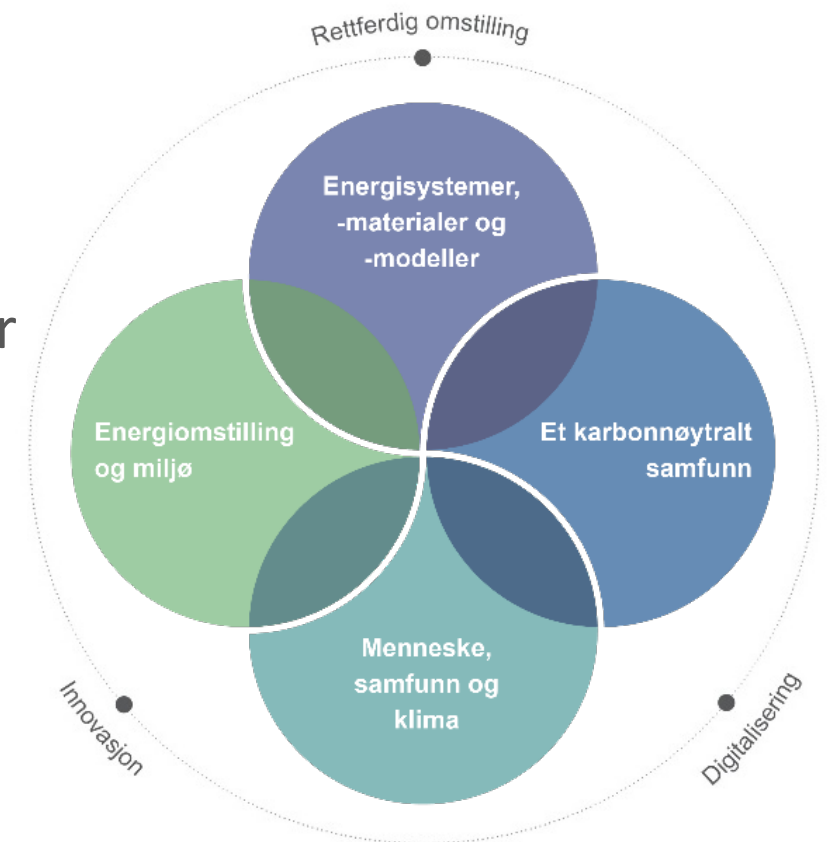 Rettferdig omstilling
Energisystemer,
-materialer og
-modeller
r
Energiomstilling
og miljø
Et karbonnøytralt
samfunn
Menneske,
samfunn og
klima
Innovasjon
Digitalisering